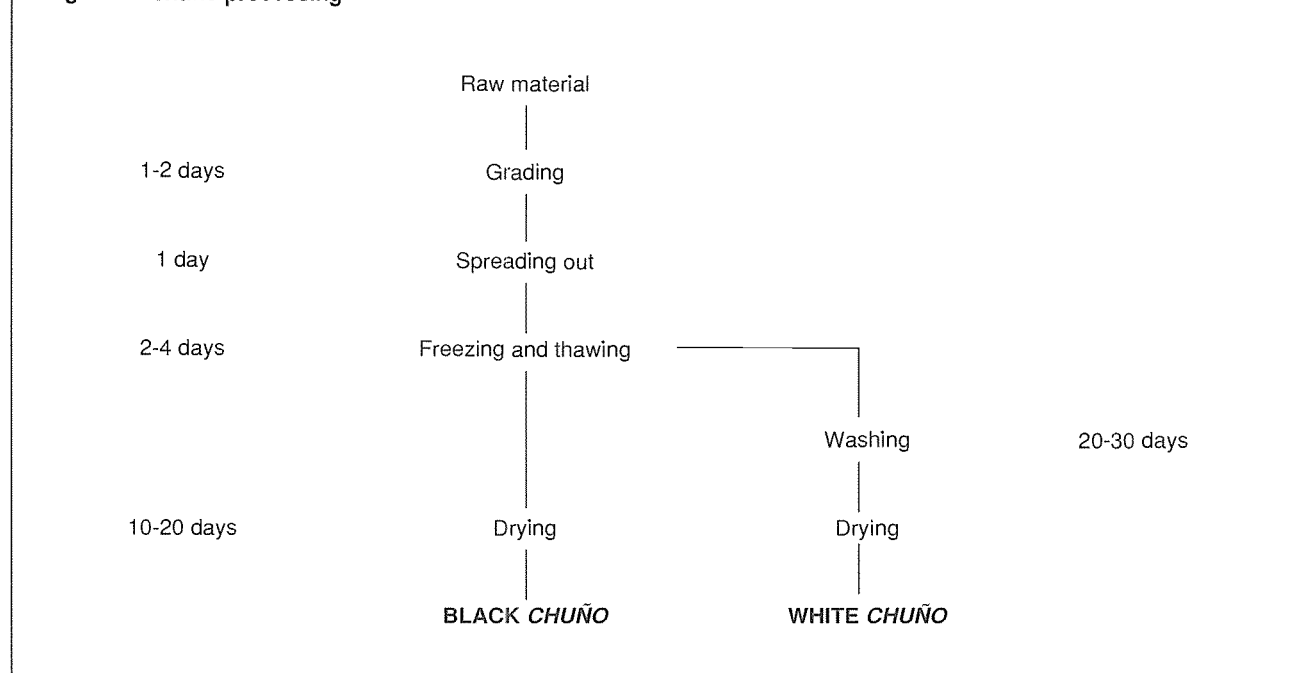 Raw material
1-2 days Grading
1 day Spreading out
2-4 days Freezing and thawing
Washing 20-30 days
10-20 days Drying Drying
BLACK CHUÑO WHITE CHUÑO